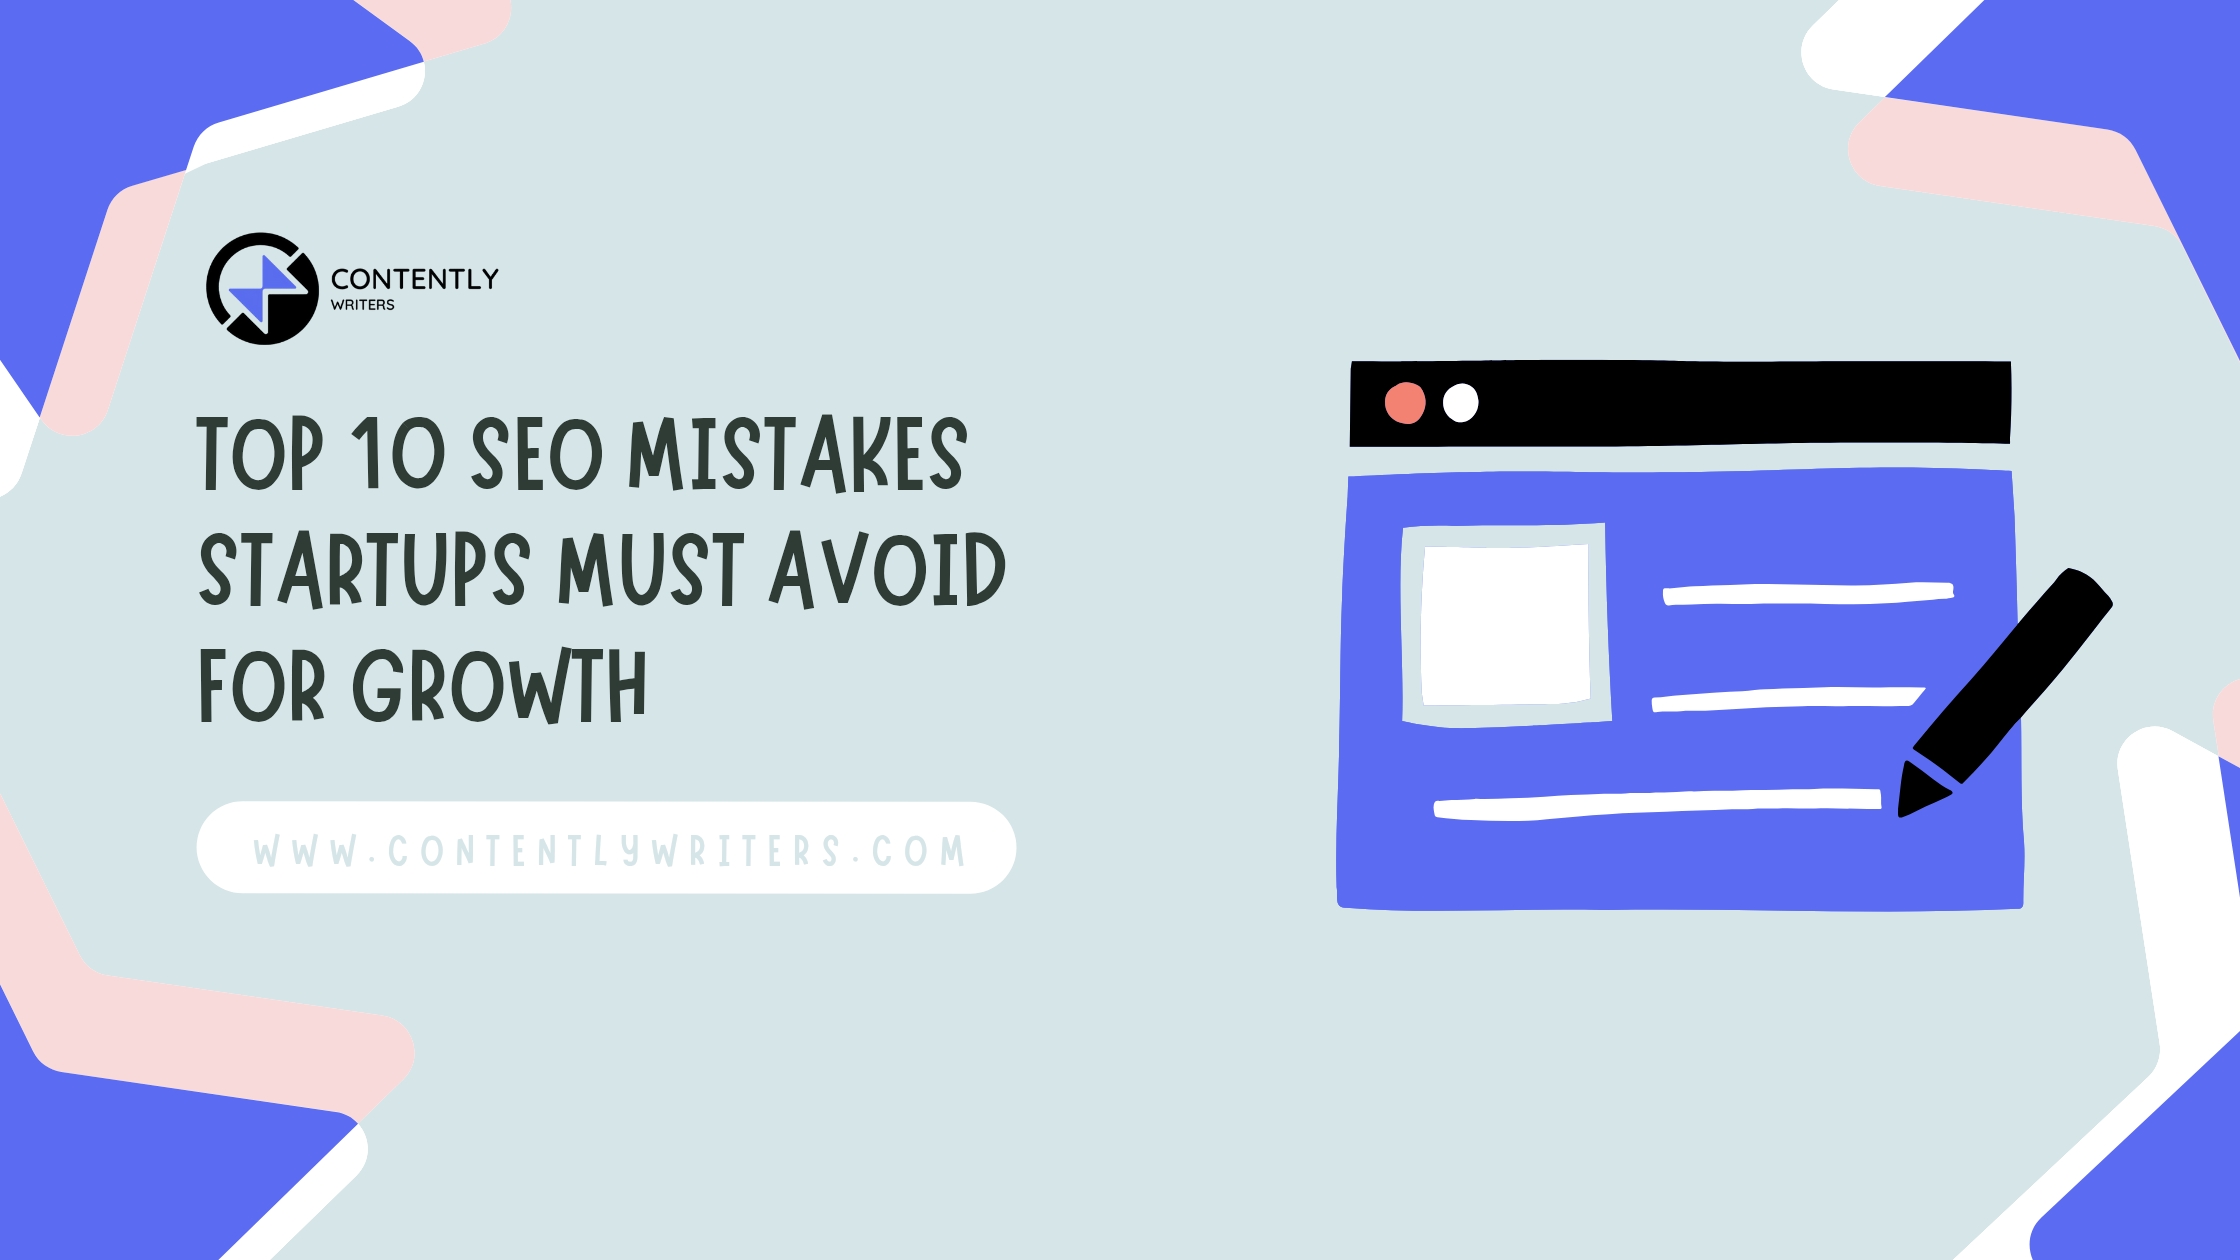 CONTENTLY
WRITERS
TOP 10 SEO MISTAKES
STARTUPS MUST AVOID
FOR GROWTH
WWW.CONTENTLYWRITERS.COM